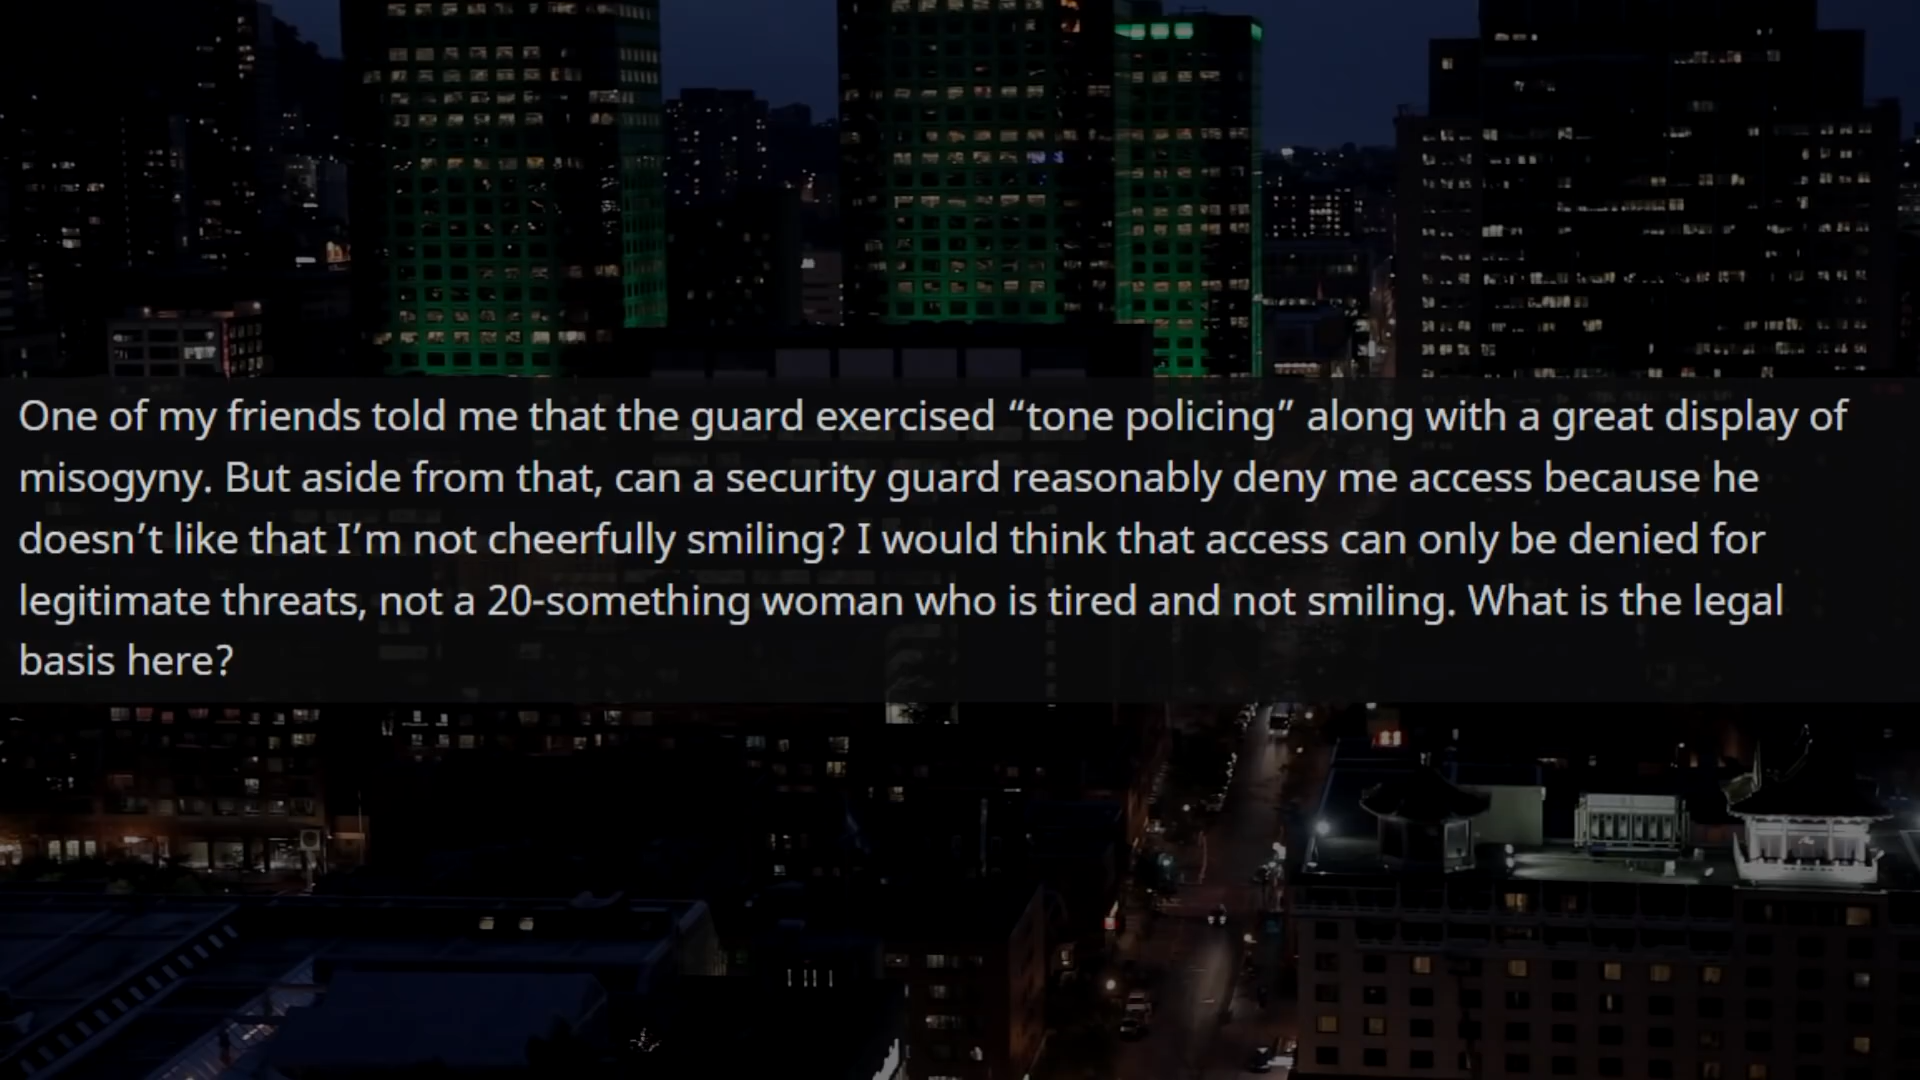 One of my friends told me that the guard exercised “tone policing” along with a great display of
misogyny. But aside from that, can a security guard reasonably deny me access because he
doesn’t like that I’m not cheerfully smiling? I would think that access can only be denied for
legitimate threats, not a 20-something woman who is tired and not smiling. What is the legal
basis here?